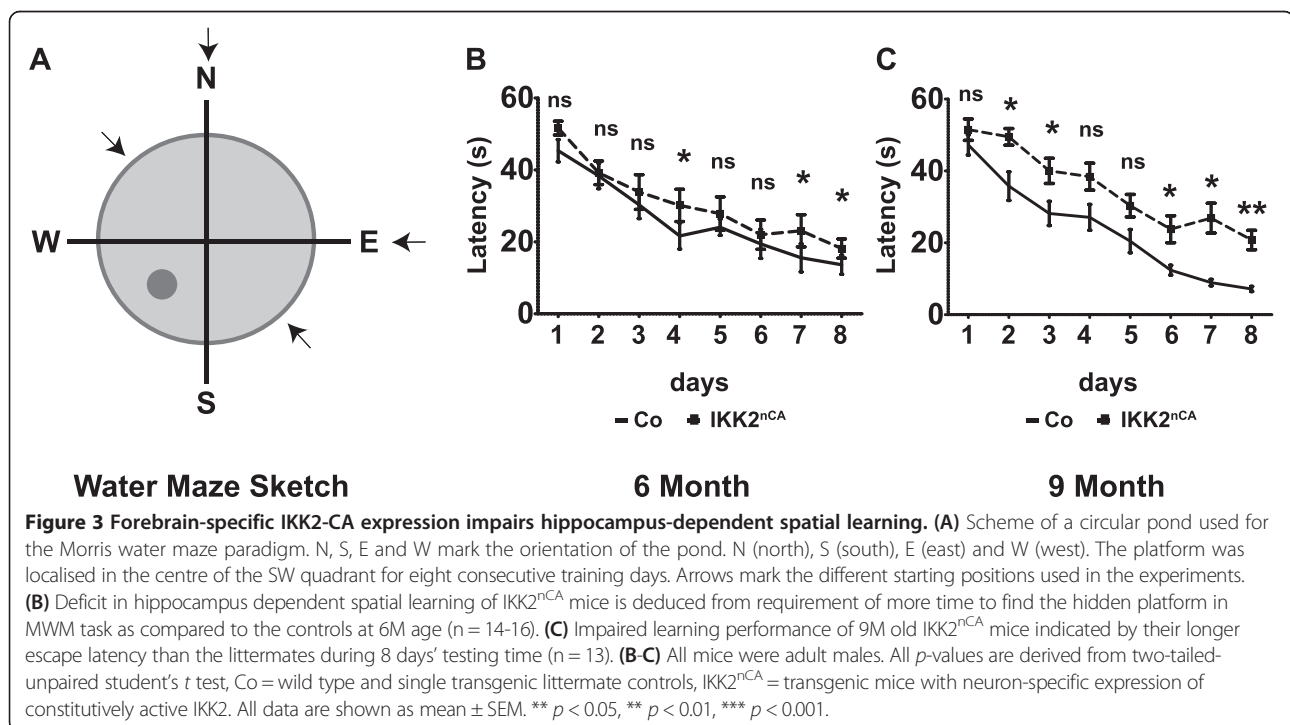 A
N
W
E
S
Water Maze Sketch
B
60
40
20
0
Latency (s)
ns
ns
ns
*
ns
ns
*
*
1 2 3 4 5 6 7 8
days
Co IKK2nCA
6 Month
C
60
40
20
0
Latency (s)
ns
*
*
ns
ns
*
*
**
1 2 3 4 5 6 7 8
days
Co IKK2nCA
9 Month
Figure 3 Forebrain-specific IKK2-CA expression impairs hippocampus-dependent spatial learning. (A) Scheme of a circular pond used for
the Morris water maze paradigm. N, S, E and W mark the orientation of the pond. N (north), S (south), E (east) and W (west). The platform was
localised in the centre of the SW quadrant for eight consecutive training days. Arrows mark the different starting positions used in the experiments.
(B) Deficit in hippocampus dependent spatial learning of IKK2nCA mice is deduced from requirement of more time to find the hidden platform in
MWM task as compared to the controls at 6M age (n = 14-16). (C) Impaired learning performance of 9M old IKK2nCA mice indicated by their longer
escape latency than the littermates during 8 days’ testing time (n = 13). (B-C) All mice were adult males. All p-values are derived from two-tailed-
unpaired student’s t test, Co = wild type and single transgenic littermate controls, IKK2nCA = transgenic mice with neuron-specific expression of
constitutively active IKK2. All data are shown as mean ± SEM. ** p < 0.05, ** p < 0.01, *** p < 0.001.